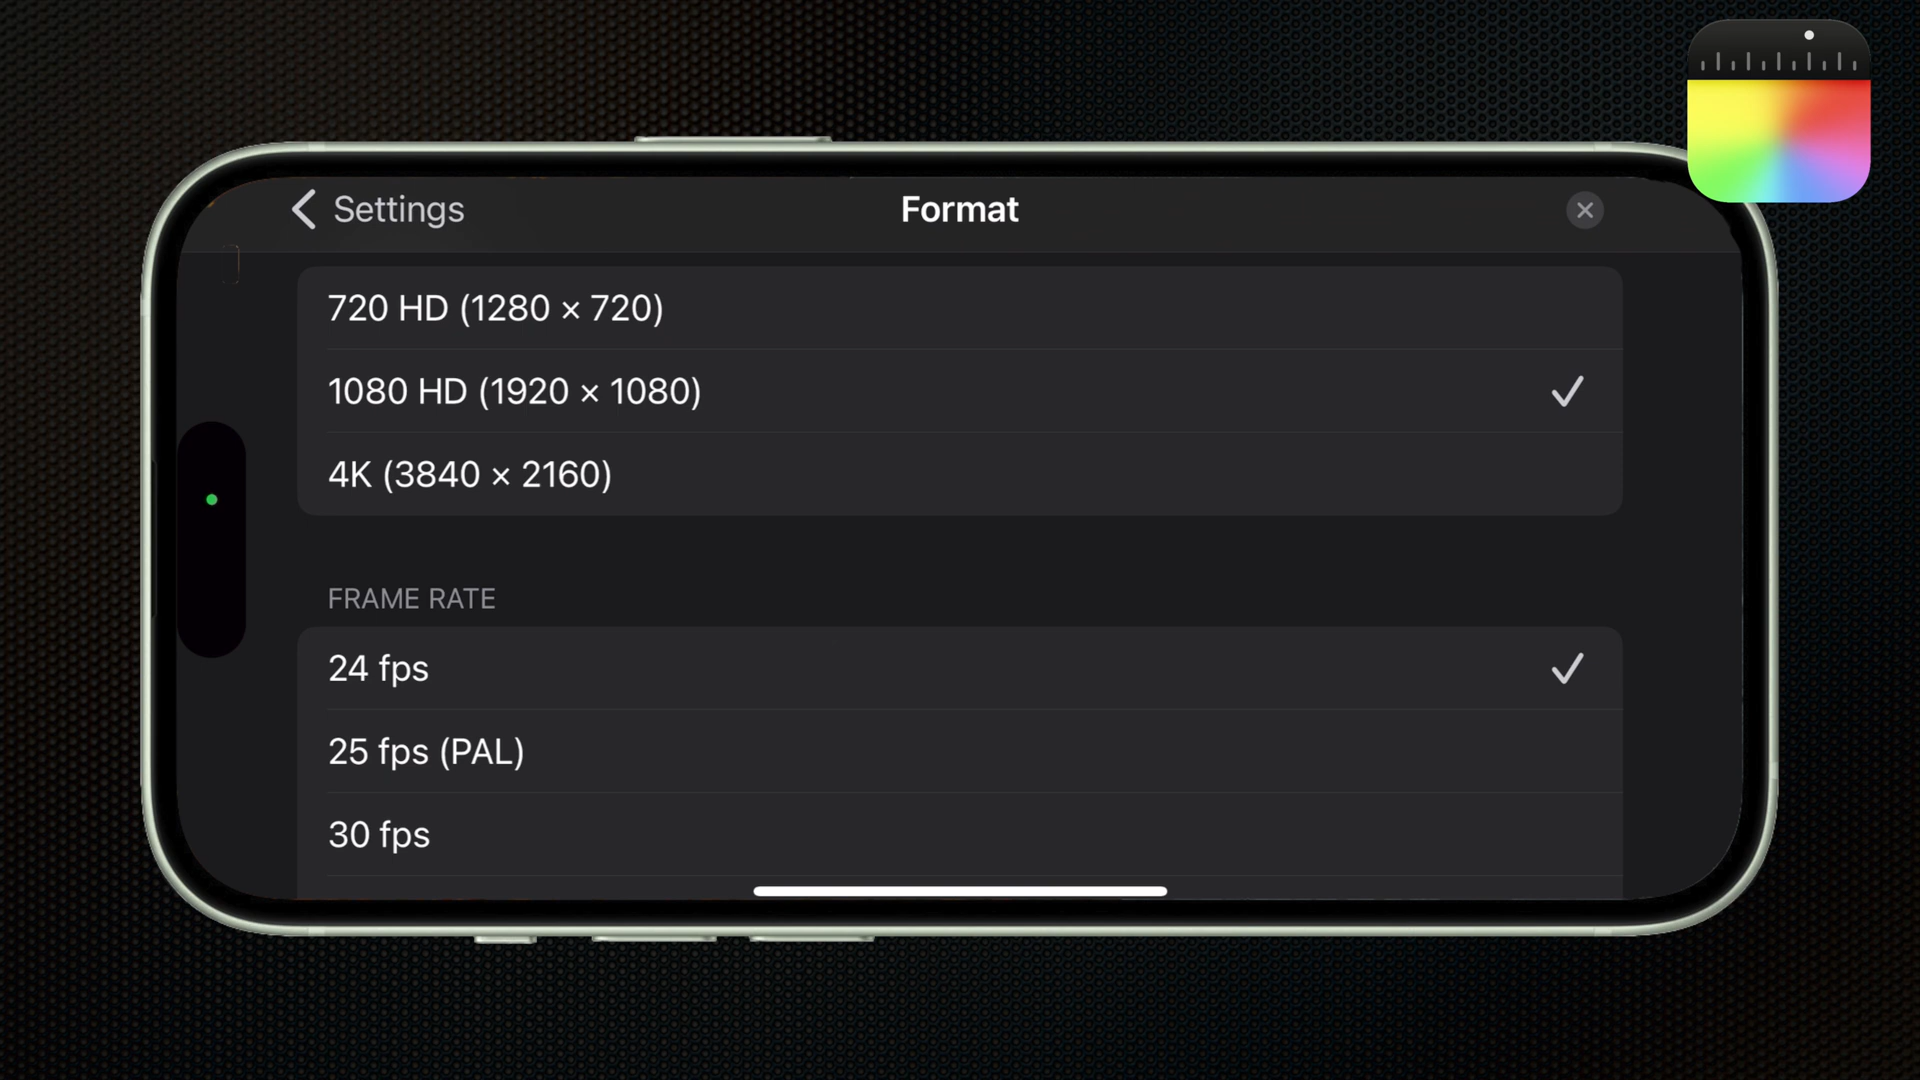 Settings
Format
720 HD (1280 × 720)
1080 HD (1920 × 1080)
4K (3840 × 2160)
FRAME RATE
24 fps
25 fps (PAL)
30 fps